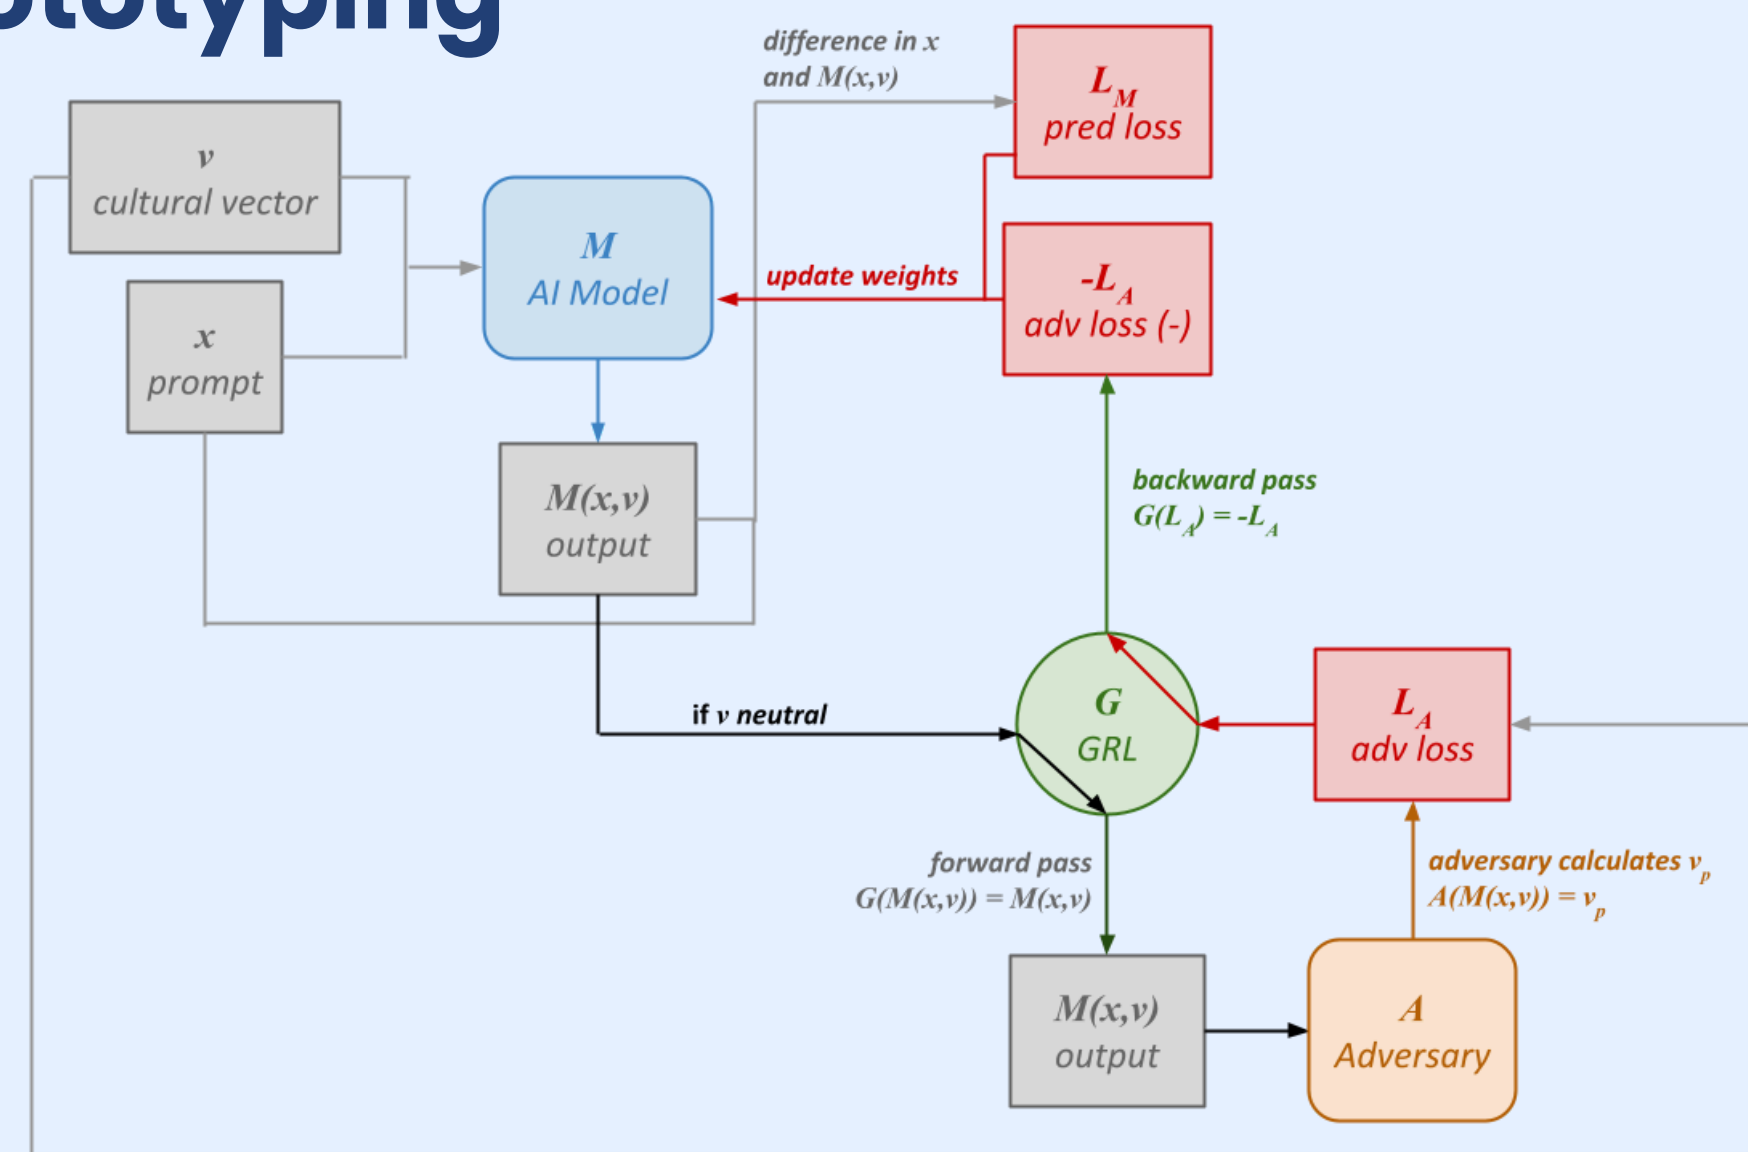 ototyping
difference in x
and M(x,v)
L_M
pred loss
v
cultural vector
M
AI Model
update weights
-L_A
adv loss (-)
x
prompt
M(x,v)
output
backward pass
G(L_A) = -L_A
if v neutral
G
GRL
L_A
adv loss
forward pass
G(M(x,v)) = M(x,v)
adversary calculates v_p
A(M(x,v)) = v_p
M(x,v)
output
A
Adversary